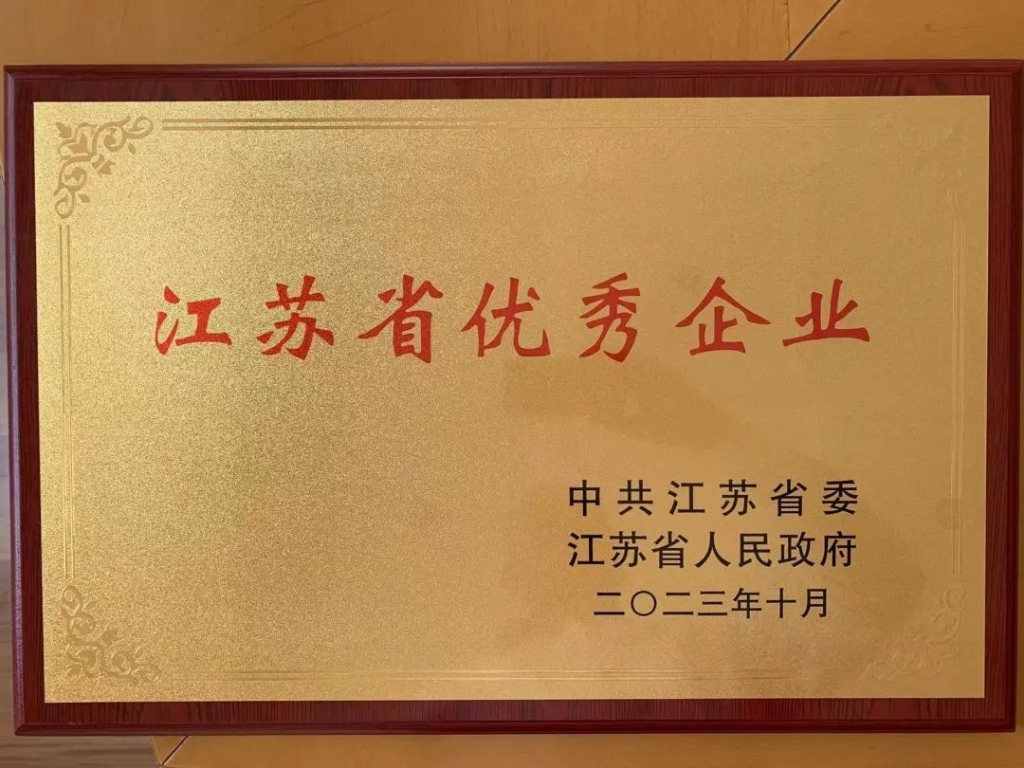 江苏省优秀企业
中共江苏省委
江苏省人民政府
二〇二三年十月